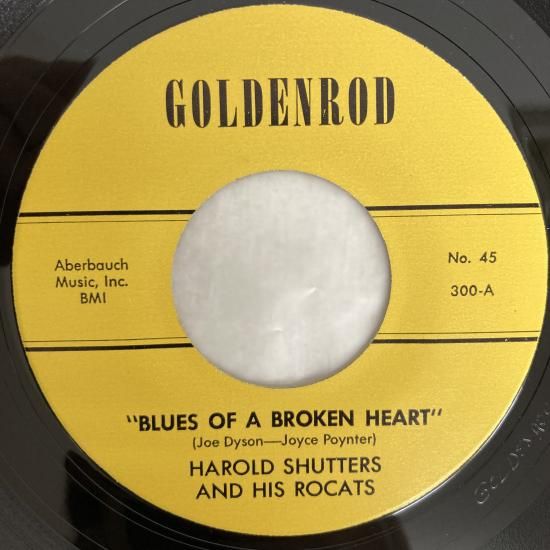 GOLDENROD
Aberbauch
Music, Inc.
BMI
No. 45
300-A
"BLUES OF A BROKEN HEART"
(Joe Dyson—Joyce Poynter)
HAROLD SHUTTERS
AND HIS ROCATS